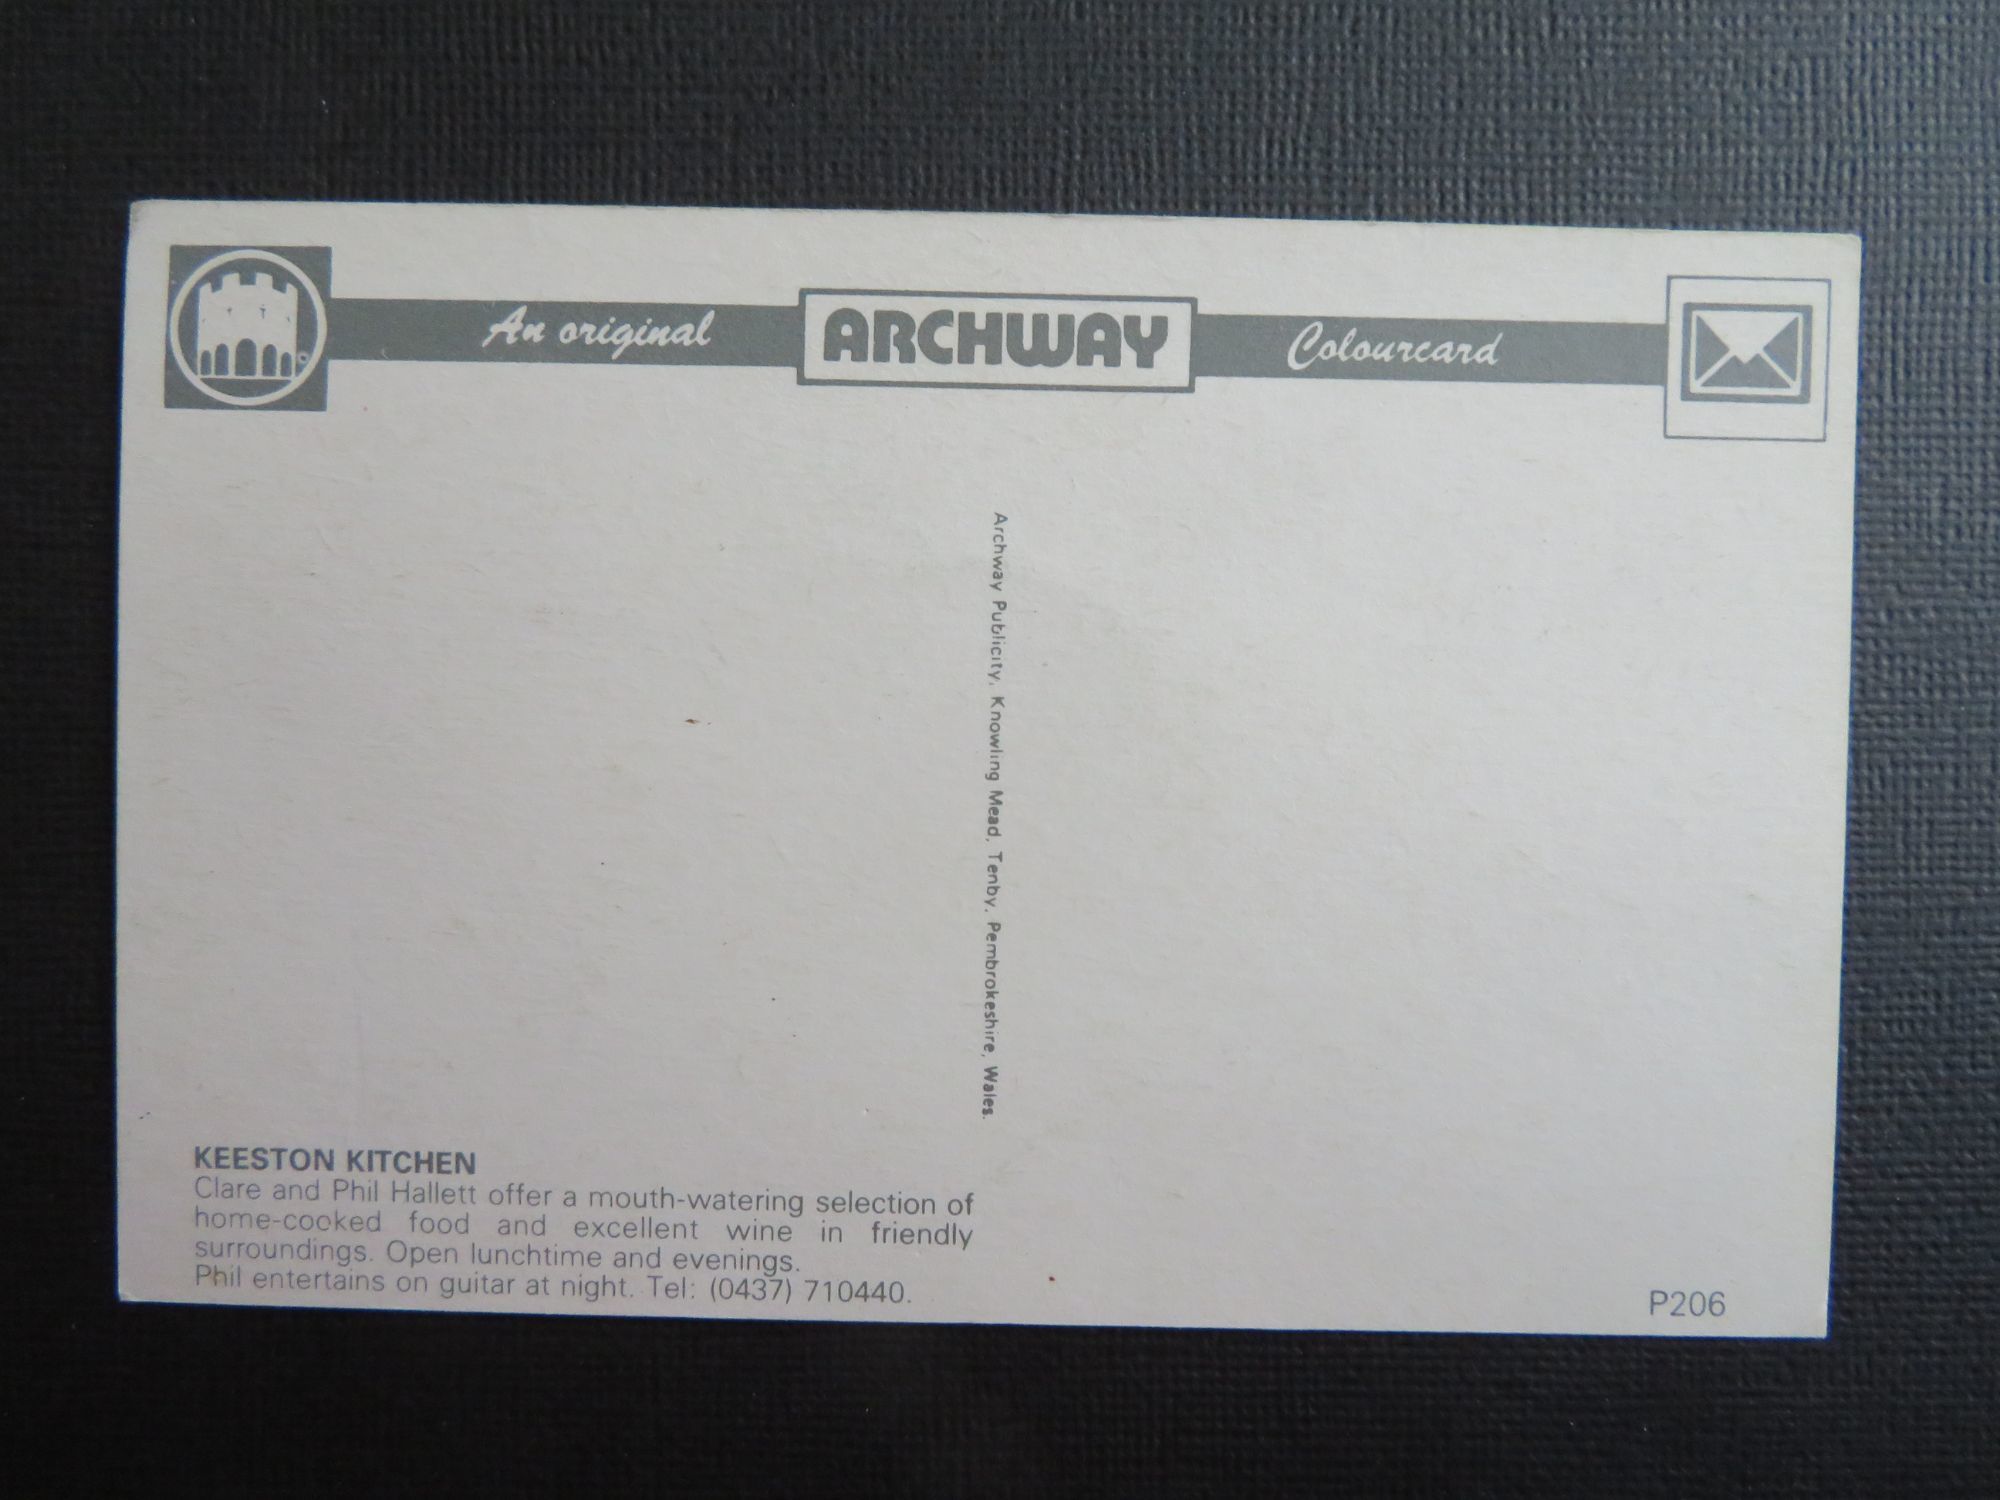 An original ARCHWAY Colourcard
Archway Publicity, Knowling Mead, Tenby, Pembrokeshire, Wales.
KEESTON KITCHEN
Clare and Phil Hallett offer a mouth-watering selection of
home-cooked food and excellent wine in friendly
surroundings. Open lunchtime and evenings.
Phil entertains on guitar at night. Tel: (0437) 710440.
P206